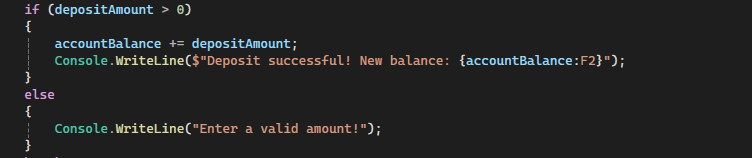 if (depositAmount > 0)
{
    accountBalance += depositAmount;
    Console.WriteLine($"Deposit successful! New balance: {accountBalance:F2}");
}
else
{
    Console.WriteLine("Enter a valid amount!");
}